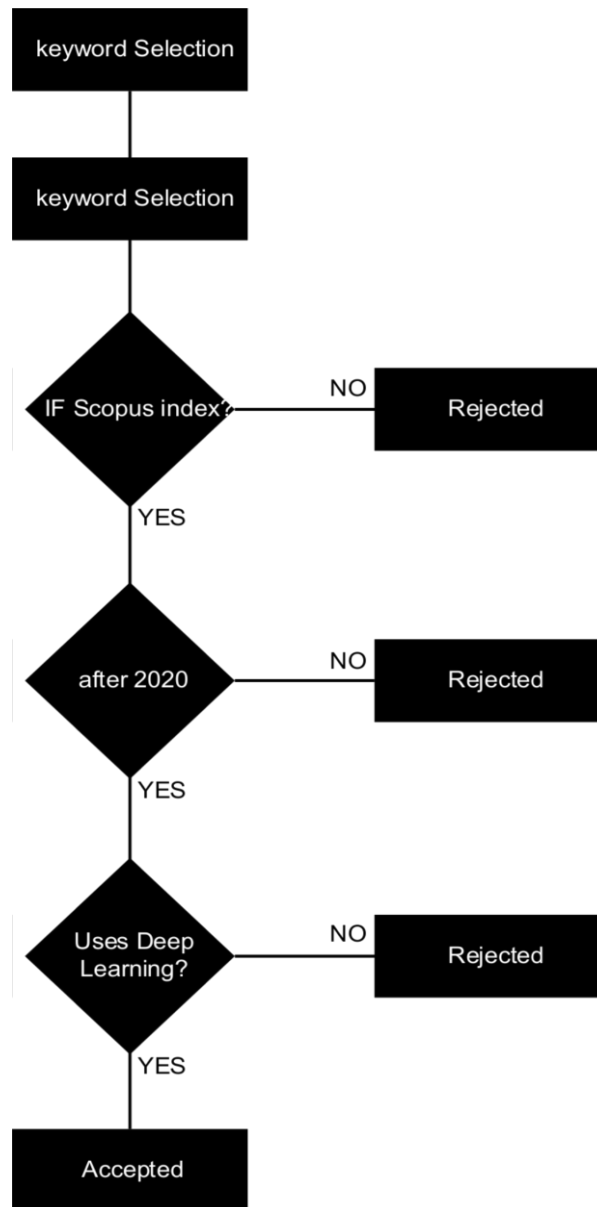 keyword Selection
keyword Selection
IF Scopus index?
NO
Rejected
YES
after 2020
NO
Rejected
YES
Uses Deep
Learning?
NO
Rejected
YES
Accepted